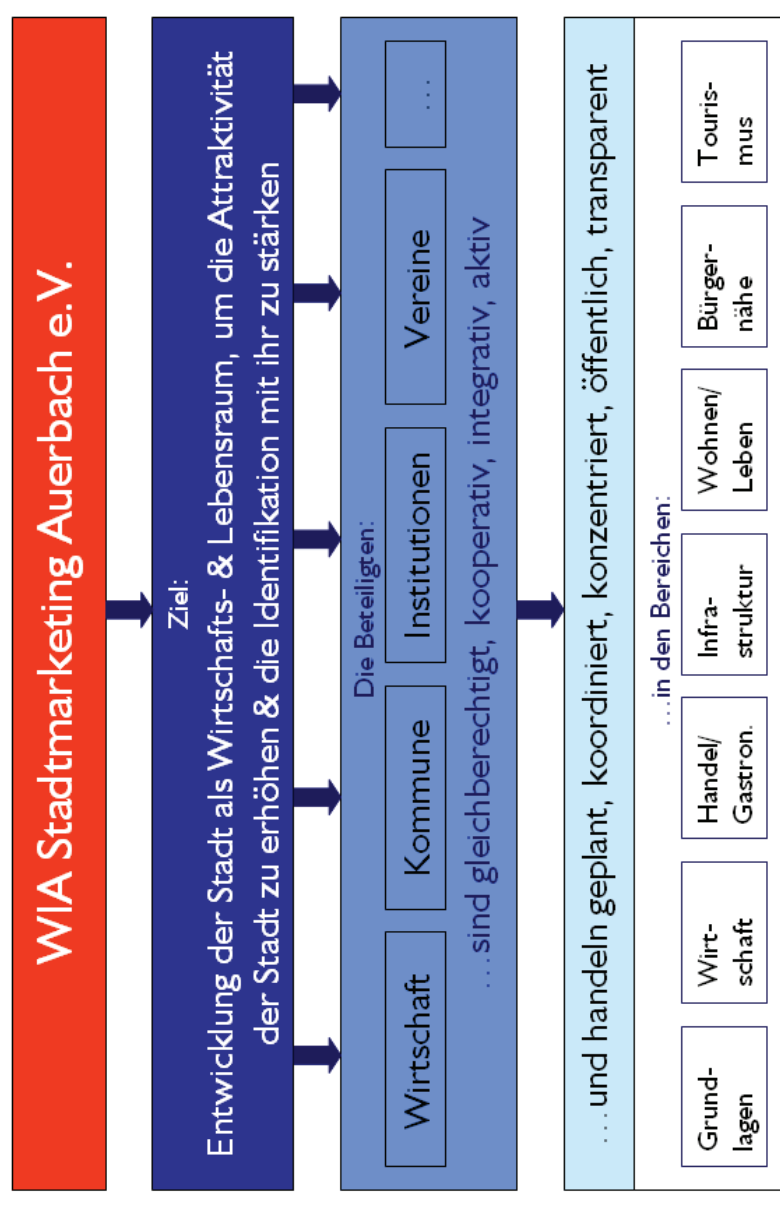 WIA Stadtmarketing Auerbach e.V.
Ziel:
Entwicklung der Stadt als Wirtschafts- & Lebensraum, um die Attraktivität
der Stadt zu erhöhen & die Identifikation mit ihr zu stärken
Die Beteiligten:
Wirtschaft
Kommune
Institutionen
Vereine
...
...sind gleichberechtigt, kooperativ, integrativ, aktiv
...und handeln geplant, koordiniert, konzentriert, öffentlich, transparent
...in den Bereichen:
Grund-
lagen
Wirt-
schaft
Handel/
Gastron.
Infra-
struktur
Wohnen/
Leben
Bürger-
nähe
Touris-
mus